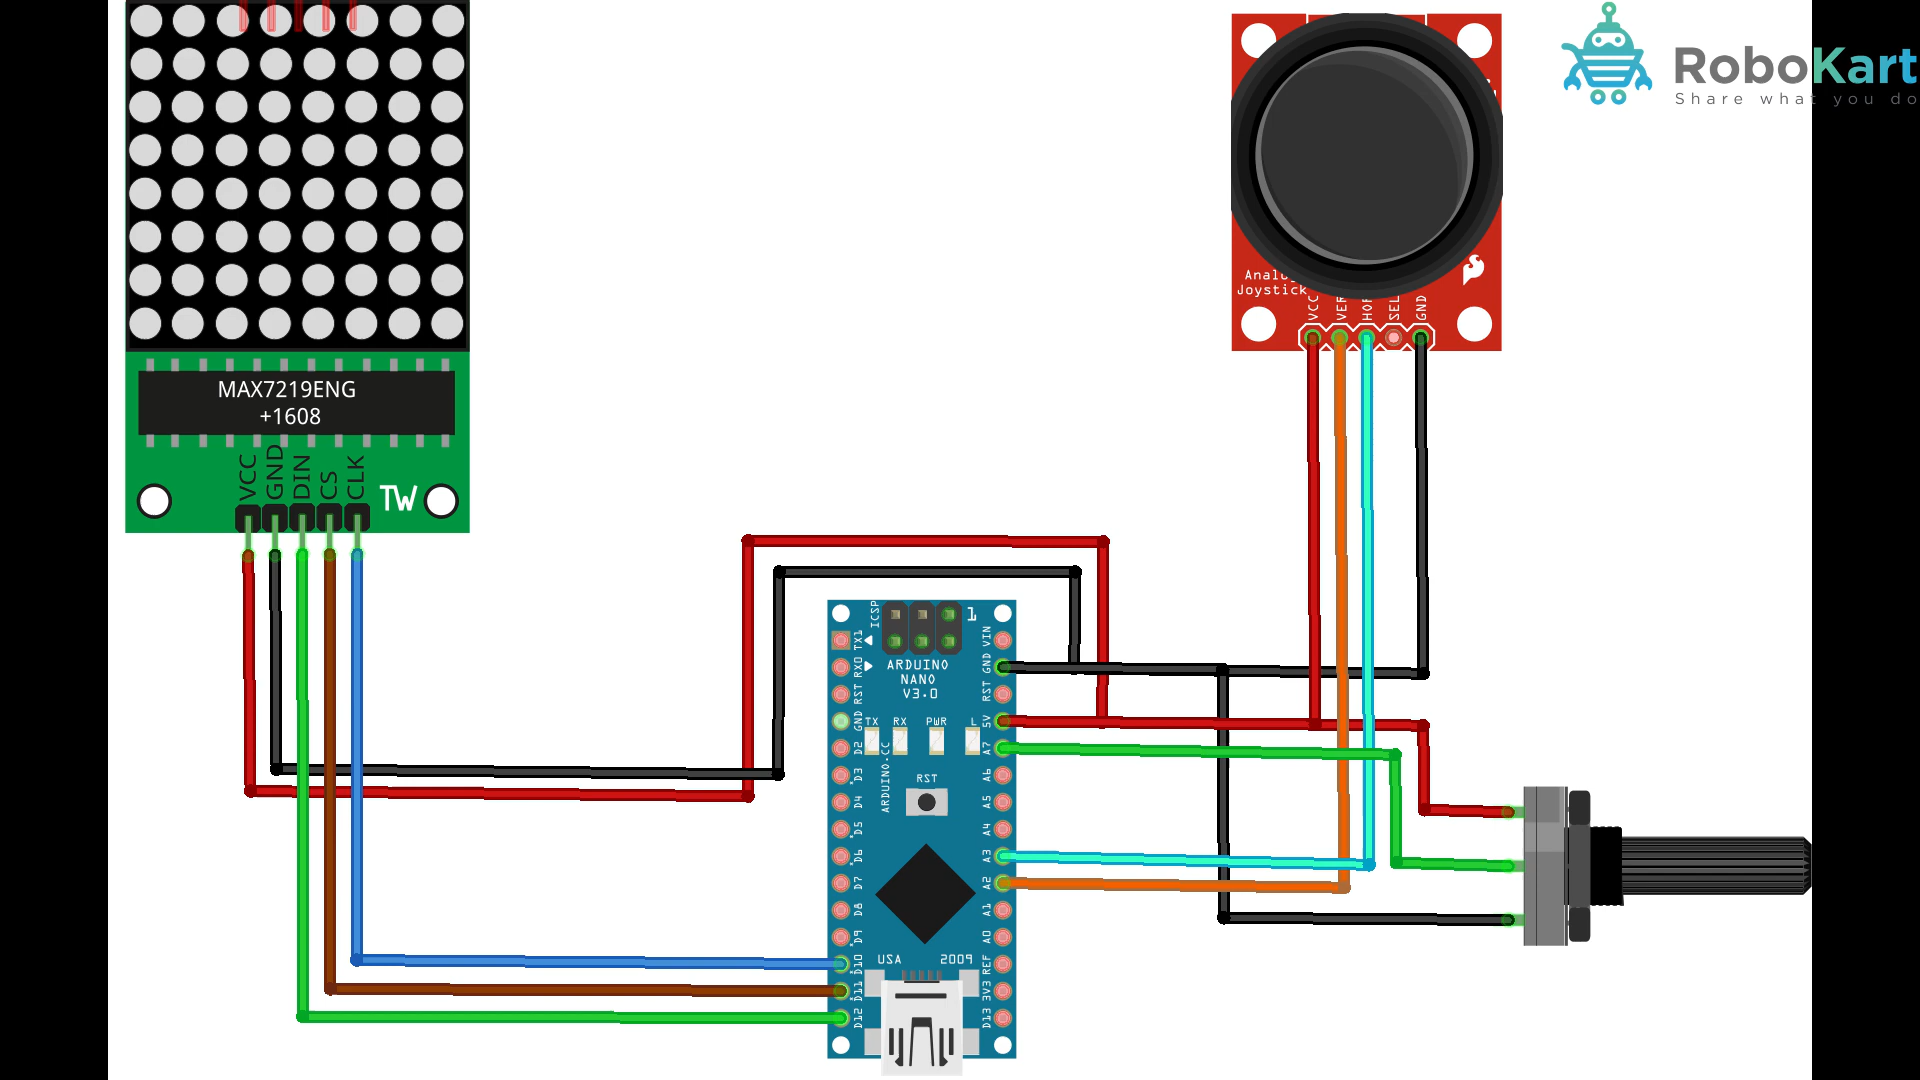 RoboKart
Share what you do
MAX7219ENG
+1608
VCC
GND
DIN
CS
CLK
TW
Joystick
VCC
SEL
GND
ICSP
1
ARDUINO
NANO
V3.0
TX
RX
PWR
L
RST
ARDUINO.CC
USA
2009
TX1
RX0
RST
GND
D2
D3
D4
D5
D6
D7
D8
D9
D10
D11
D12
VIN
GND
RST
5V
A7
A6
A5
A4
A3
A2
A1
A0
REF
3V3
D13